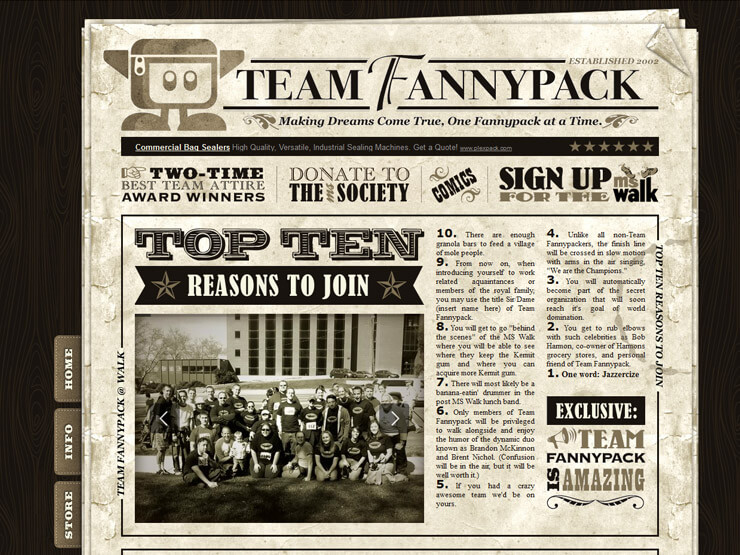 ESTABLISHED 2002
TEAM FANNYPACK
Making Dreams Come True, One Fannypack at a Time.
Commercial Bag Sealers High Quality, Versatile, Industrial Sealing Machines. Get a Quote! www.plexpack.com
TWO-TIME
BEST TEAM ATTIRE
AWARD WINNERS
DONATE TO
THE ms SOCIETY
COMICS
SIGN UP
FOR THE
ms
walk
TOP TEN
REASONS TO JOIN
TEAM FANNYPACK @ WALK
HOME
INFO
STORE
10. There are enough
granola bars to feed a village
of mole people.
9. From now on, when
introducing yourself to work
related aquaintances or
members of the royal family,
you may use the title Sir Dame
(insert name here) of Team
Fannypack.
8. You will get to go "behind
the scenes" of the MS Walk
where you will be able to see
where they keep the Kermit
gum and where you can
acquire more Kermit gum.
7. There will most likely be a
banana-eatin' drummer in the
post MS Walk lunch band.
6. Only members of Team
Fannypack will be privileged
to walk alongside and enjoy
the humor of the dynamic duo
known as Brandon McKinnon
and Brent Nichol. (Confusion
will be in the air, but it will be
well worth it.)
5. If you had a crazy
awesome team we'd be on
yours.
4. Unlike all non-Team
Fannypackers, the finish line
will be crossed in slow motion
with arms in the air singing,
"We are the Champions."
3. You will automatically
become part of the secret
organization that will soon
reach it's goal of world
domination.
2. You get to rub elbows
with such celebrities as Bob
Harmon, co-owner of Harmons
grocery stores, and personal
friend of Team Fannypack.
1. One word: Jazzercize
TOP TEN REASONS TO JOIN
EXCLUSIVE:
TEAM
FANNYPACK
IS AMAZING